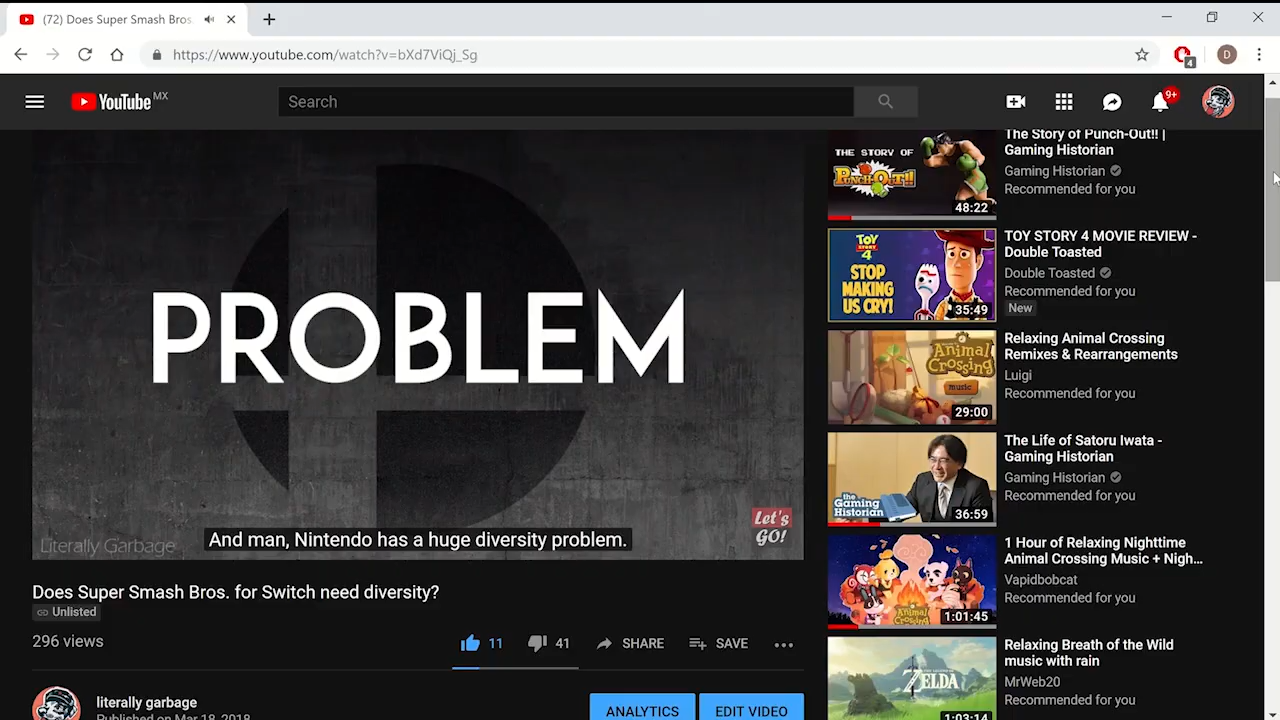 (72) Does Super Smash Bros.
https://www.youtube.com/watch?v=bXd7ViQj_Sg
4
D
YouTube MX
Search
9+
PROBLEM
And man, Nintendo has a huge diversity problem.
Literally Garbage
Let's
GO!
Does Super Smash Bros. for Switch need diversity?
Unlisted
296 views
11
41
SHARE
SAVE
literally garbage
Published on Mar 18, 2018
ANALYTICS
EDIT VIDEO
THE STORY OF
PUNCH-OUT!!
48:22
The Story of Punch-Out!! |
Gaming Historian
Gaming Historian
Recommended for you
TOY
STORY
4
STOP
MAKING
US CRY!
35:49
TOY STORY 4 MOVIE REVIEW -
Double Toasted
Double Toasted
Recommended for you
New
Animal
Crossing
music
29:00
Relaxing Animal Crossing
Remixes & Rearrangements
Luigi
Recommended for you
the
Gaming
Historian
36:59
The Life of Satoru Iwata -
Gaming Historian
Gaming Historian
Recommended for you
Animal
Crossing
1:01:45
1 Hour of Relaxing Nighttime
Animal Crossing Music + Nigh...
Vapidbobcat
Recommended for you
ZELDA
1:03:14
Relaxing Breath of the Wild
music with rain
MrWeb20
Recommended for you